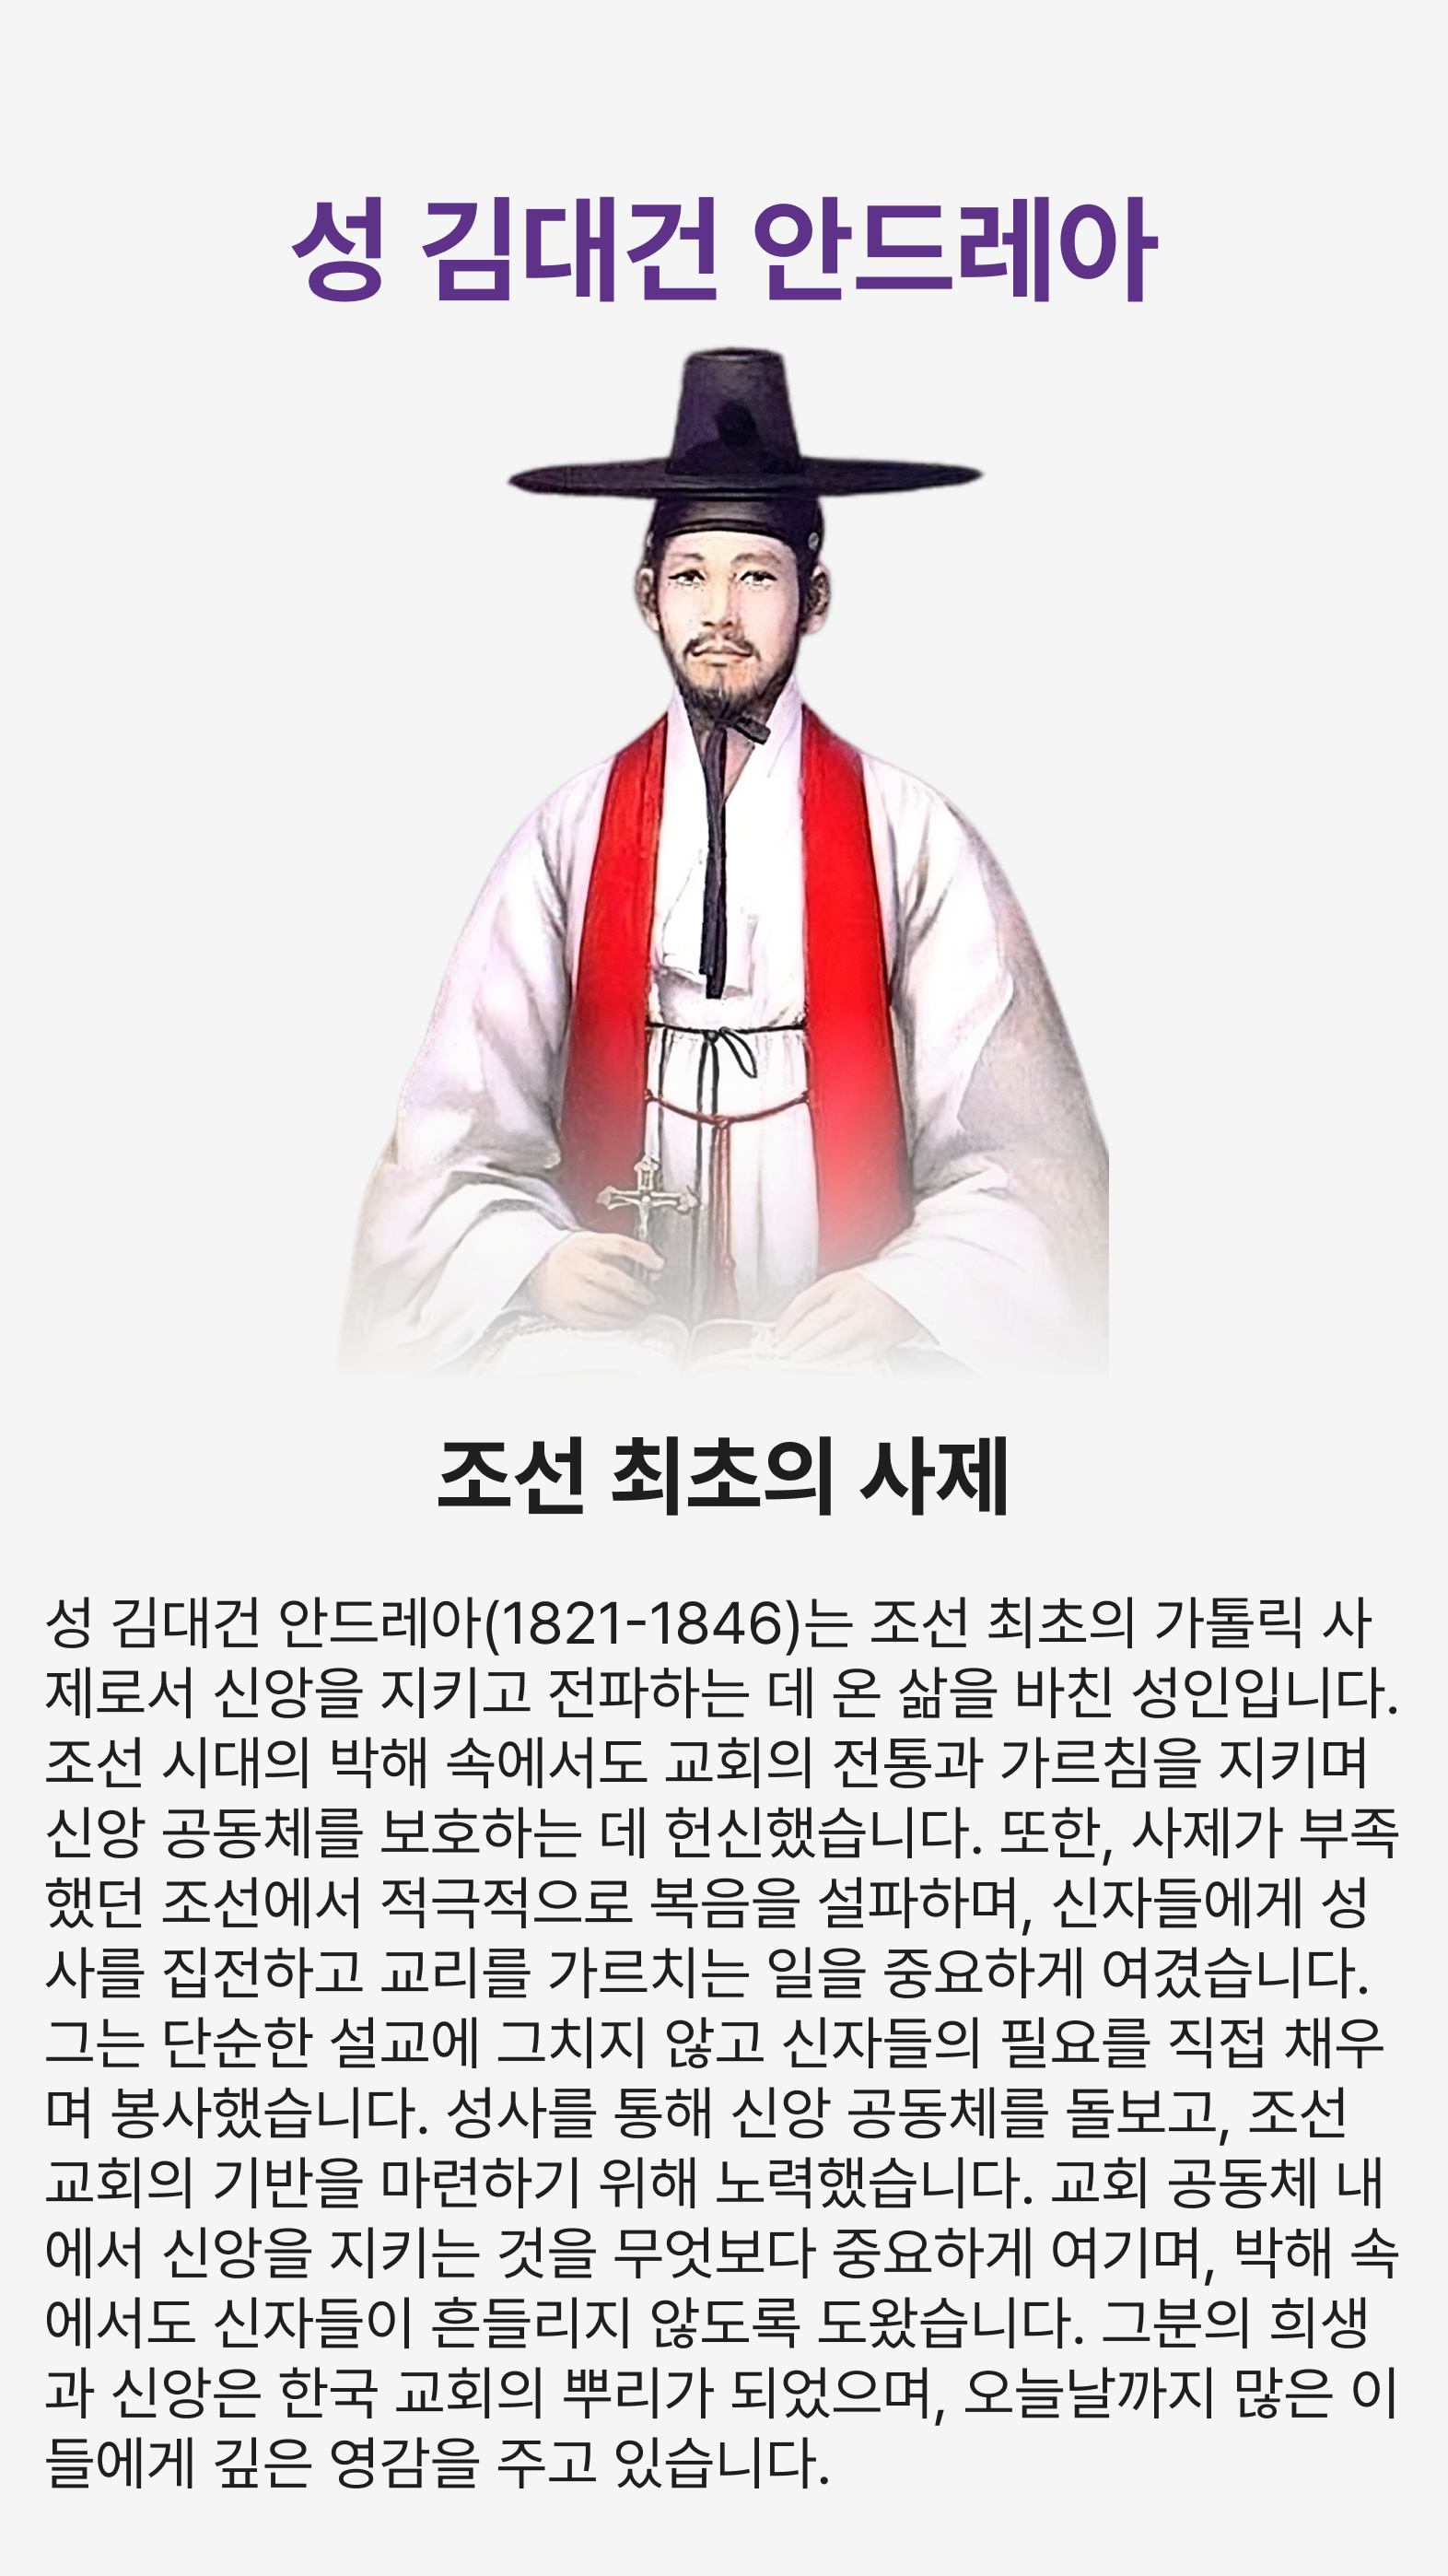 성 김대건 안드레아
조선 최초의 사제
성 김대건 안드레아(1821-1846)는 조선 최초의 가톨릭 사
제로서 신앙을 지키고 전파하는 데 온 삶을 바친 성인입니다.
조선 시대의 박해 속에서도 교회의 전통과 가르침을 지키며
신앙 공동체를 보호하는 데 헌신했습니다. 또한, 사제가 부족
했던 조선에서 적극적으로 복음을 설파하며, 신자들에게 성
사를 집전하고 교리를 가르치는 일을 중요하게 여겼습니다.
그는 단순한 설교에 그치지 않고 신자들의 필요를 직접 채우
며 봉사했습니다. 성사를 통해 신앙 공동체를 돌보고, 조선
교회의 기반을 마련하기 위해 노력했습니다. 교회 공동체 내
에서 신앙을 지키는 것을 무엇보다 중요하게 여기며, 박해 속
에서도 신자들이 흔들리지 않도록 도왔습니다. 그분의 희생
과 신앙은 한국 교회의 뿌리가 되었으며, 오늘날까지 많은 이
들에게 깊은 영감을 주고 있습니다.